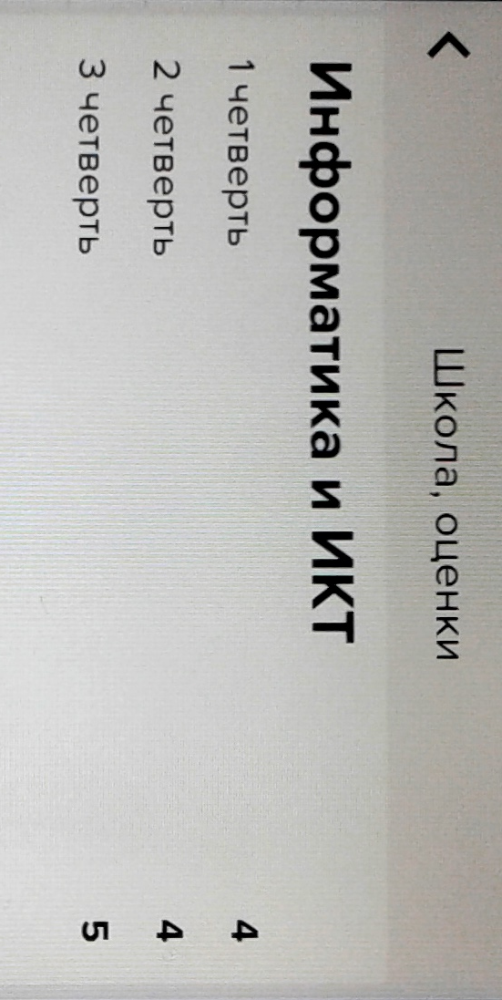 Школа, оценки
Информатика и ИКТ
1 четверть 4
2 четверть 4
3 четверть 5